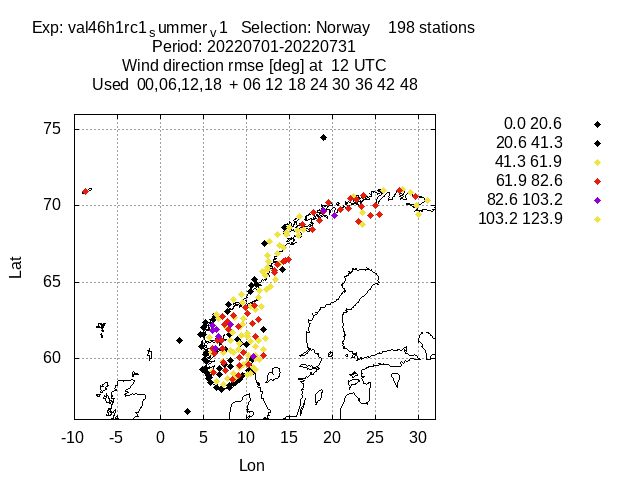 Exp: val46h1rc1summerv1 Selection: Norway 198 stations
Period: 20220701-20220731
Wind direction rmse [deg] at 12 UTC
Used 00,06,12,18 + 06 12 18 24 30 36 42 48
0.0 20.6
20.6 41.3
41.3 61.9
61.9 82.6
82.6 103.2
103.2 123.9
75
70
65
60
Lat
-10 -5 0 5 10 15 20 25 30
Lon